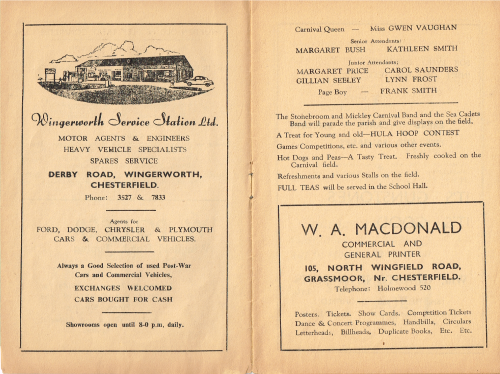 Wingerworth Service Station Ltd.
MOTOR AGENTS & ENGINEERS
HEAVY VEHICLE SPECIALISTS
SPARES SERVICE
DERBY ROAD, WINGERWORTH,
CHESTERFIELD.
Phone: 3527 & 7833
Agents for
FORD, DODGE, CHRYSLER & PLYMOUTH
CARS & COMMERCIAL VEHICLES.
Always a Good Selection of used Post-War
Cars and Commercial Vehicles,
EXCHANGES WELCOMED
CARS BOUGHT FOR CASH
Showrooms open until 8-0 p.m. daily.
Carnival Queen — Miss GWEN VAUGHAN
Senior Attendants:
MARGARET BUSH KATHLEEN SMITH
Junior Attendants;
MARGARET PRICE CAROL SAUNDERS
GILLIAN SEELEY LYNN FROST
Page Boy — FRANK SMITH
The Stonebroom and Mickley Carnival Band and the Sea Cadets
Band will parade the parish and give displays on the field.
A Treat for Young and old—HULA HOOP CONTEST
Games Competitions, etc. and various other events.
Hot Dogs and Peas—A Tasty Treat. Freshly cooked on the
Carnival field.
Refreshments and various Stalls on the field.
FULL TEAS will be served in the School Hall.
W. A. MACDONALD
COMMERCIAL AND
GENERAL PRINTER
105, NORTH WINGFIELD ROAD,
GRASSMOOR, Nr. CHESTERFIELD.
Telephone: Holmewood 520
Posters. Tickets. Show Cards. Competition Tickets
Dance & Concert Programmes, Handbills, Circulars
Letterheads, Billheads, Duplicate Books, Etc. Etc.